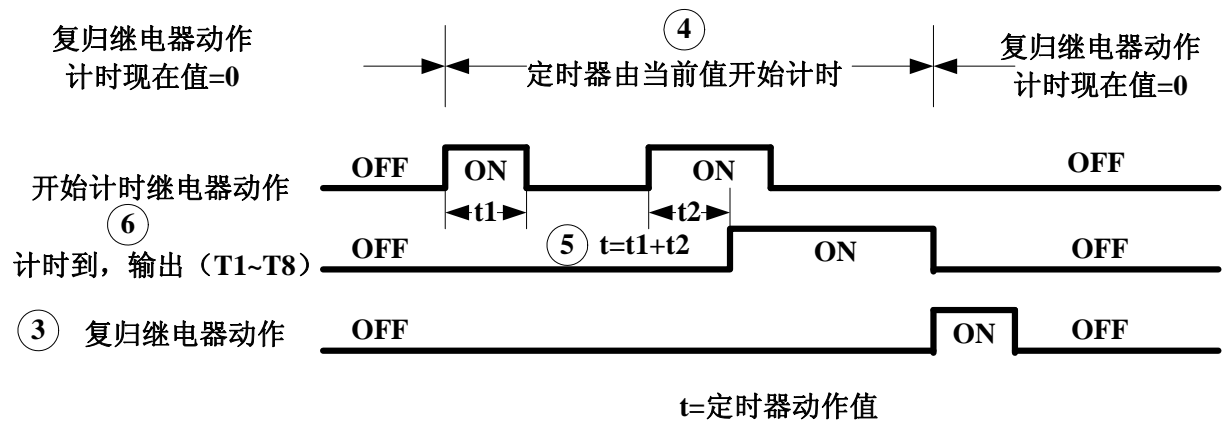 复归继电器动作
计时现在值=0
④
定时器由当前值开始计时
复归继电器动作
计时现在值=0
开始计时继电器动作
OFF
ON
ON
OFF
t1
t2
⑥
计时到，输出（T1~T8）
OFF
⑤ t=t1+t2
ON
OFF
③ 复归继电器动作
OFF
ON
OFF
t=定时器动作值